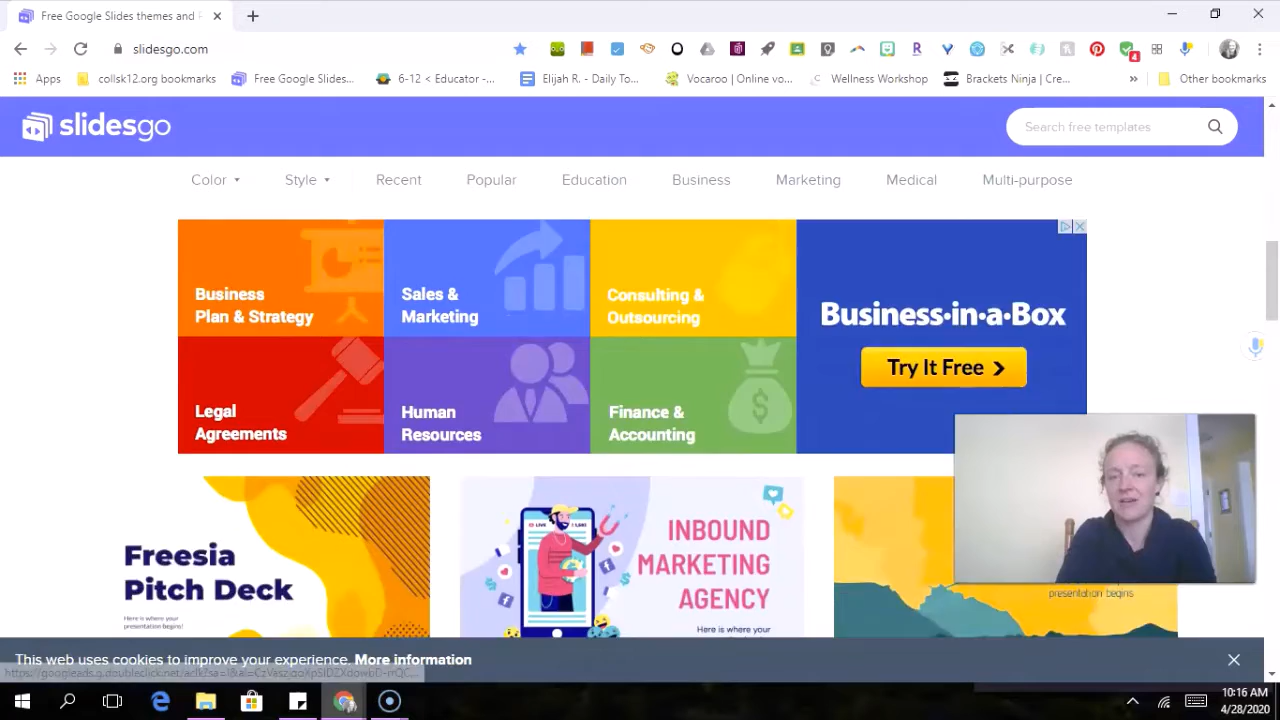 Free Google Slides themes and F
slidesgo.com
4
Apps
collsk12.org bookmarks
Free Google Slides...
6-12 < Educator -...
Elijah R. - Daily To...
Vocaroo | Online vo...
Wellness Workshop
Brackets Ninja | Cre...
»
Other bookmarks
slidesgo
Search free templates
Color
Style
Recent
Popular
Education
Business
Marketing
Medical
Multi-purpose
Business
Plan & Strategy
Sales &
Marketing
Consulting &
Outsourcing
Business-in-a-Box
Try It Free
Legal
Agreements
Human
Resources
Finance &
Accounting
Freesia
Pitch Deck
Here is where your
presentation begins!
LIVE
INBOUND
MARKETING
AGENCY
Here is where your
presentation begins
This web uses cookies to improve your experience. More information
10:16 AM
4/28/2020